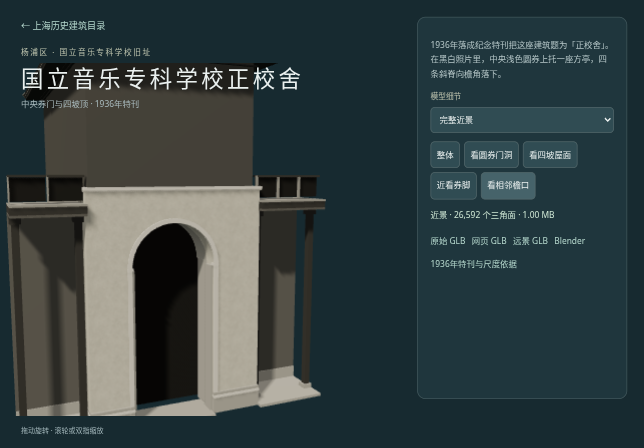 ← 上海历史建筑目录
杨浦区 · 国立音乐专科学校旧址
国立音乐专科学校正校舍
中央券门与四坡顶 · 1936年特刊
拖动旋转 · 滚轮或双指缩放
1936年落成纪念特刊把这座建筑题为「正校舍」。
在黑白照片里，中央浅色圆券上托一座方亭，四
条斜脊向檐角落下。
模型细节
完整近景
整体 看圆券门洞 看四坡屋面
近看券脚 看相邻檐口
近景 · 26,592 个三角面 · 1.00 MB
原始 GLB 网页 GLB 远景 GLB Blender
1936年特刊与尺度依据